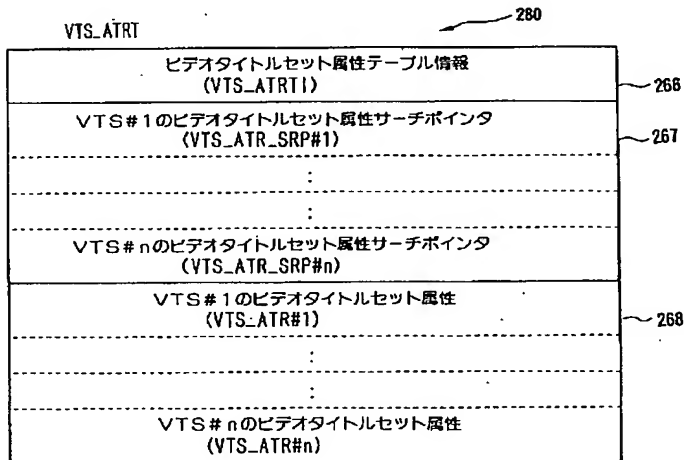 280
VTS_ATRT
ビデオタイトルセット属性テーブル情報
(VTS_ATRTI)
266
VTS#1のビデオタイトルセット属性サーチポインタ
(VTS_ATR_SRP#1)
267
:
:
VTS#nのビデオタイトルセット属性サーチポインタ
(VTS_ATR_SRP#n)
VTS#1のビデオタイトルセット属性
(VTS_ATR#1)
268
:
:
VTS#nのビデオタイトルセット属性
(VTS_ATR#n)